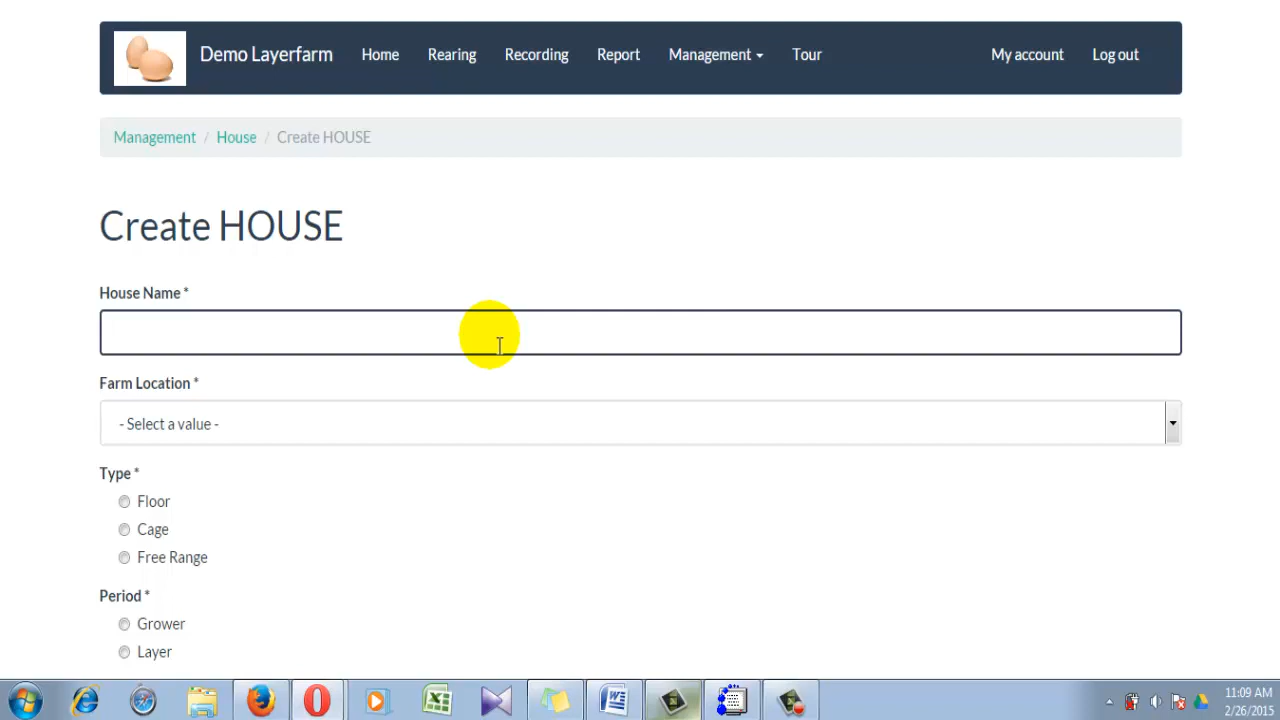 Demo Layerfarm Home Rearing Recording Report Management Tour My account Log out
Management / House / Create HOUSE
Create HOUSE
House Name *
Farm Location *
- Select a value -
Type *
Floor
Cage
Free Range
Period *
Grower
Layer
11:09 AM
2/26/2015